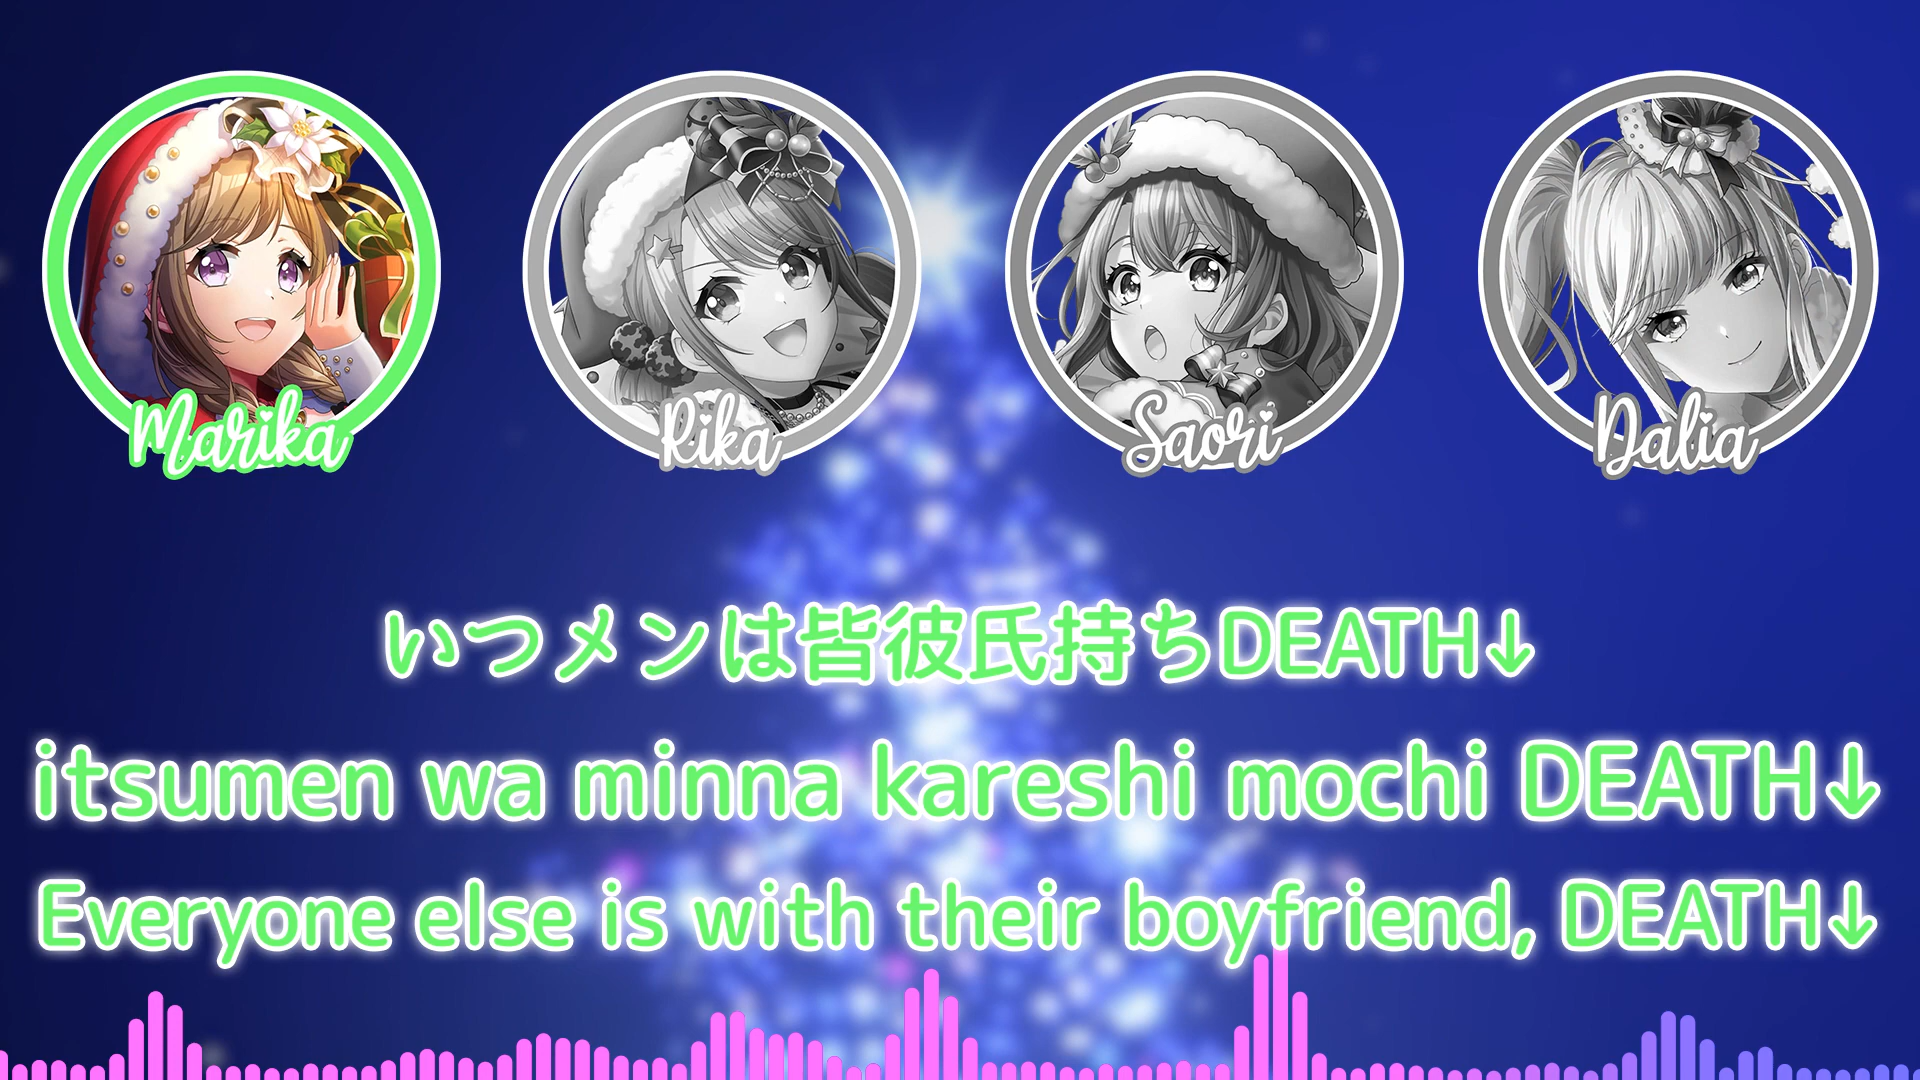 Marika
Rika
Saori
Dalia
いつメンは皆彼氏持ちDEATH↓
itsumen wa minna kareshi mochi DEATH↓
Everyone else is with their boyfriend, DEATH↓